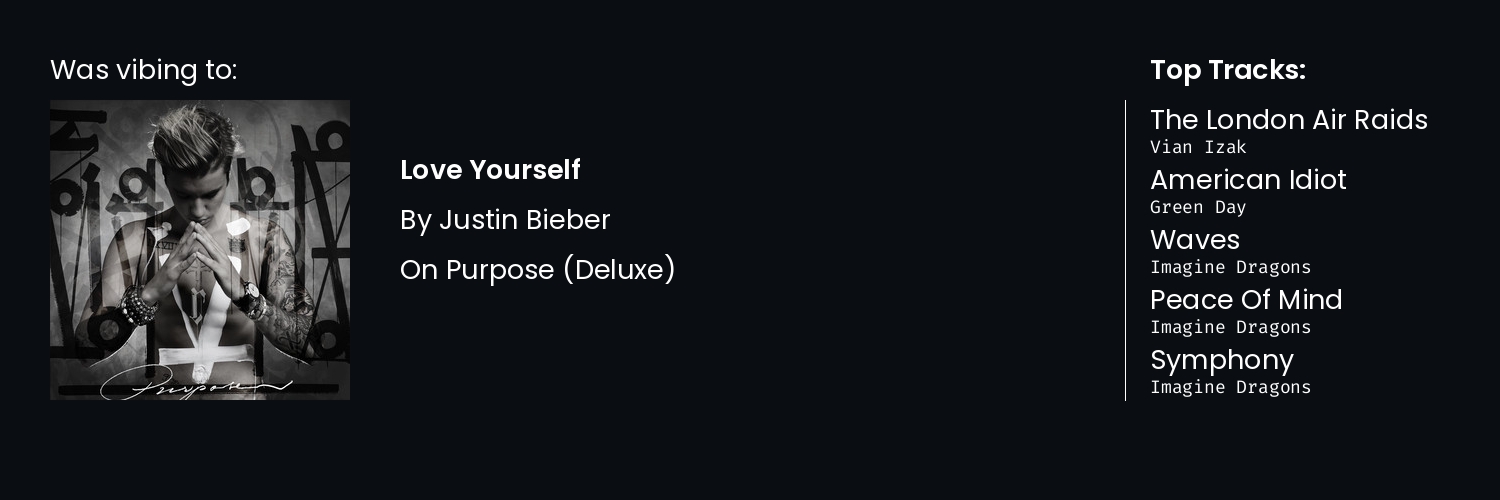 Was vibing to:
Purpose
Love Yourself
By Justin Bieber
On Purpose (Deluxe)
Top Tracks:
The London Air Raids
Vian Izak
American Idiot
Green Day
Waves
Imagine Dragons
Peace Of Mind
Imagine Dragons
Symphony
Imagine Dragons